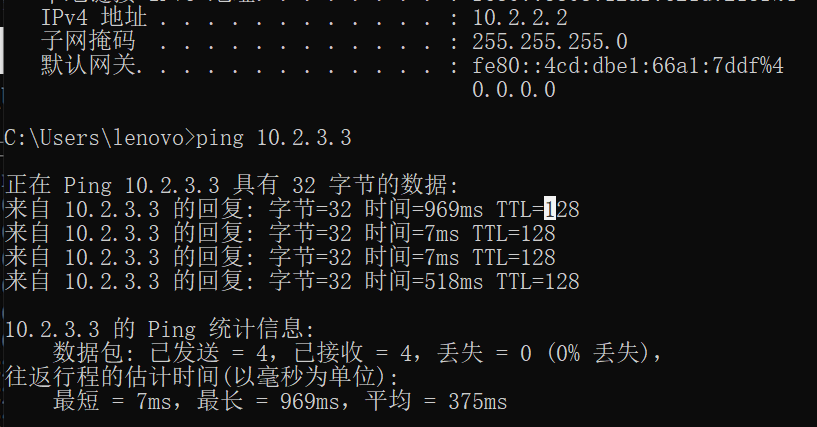 IPv4 地址 . . . . . . . . . . . . : 10.2.2.2
子网掩码 . . . . . . . . . . . . : 255.255.255.0
默认网关. . . . . . . . . . . . . : fe80::4cd:dbe1:66a1:7ddf%4
0.0.0.0
C:\Users\lenovo>ping 10.2.3.3
正在 Ping 10.2.3.3 具有 32 字节的数据:
来自 10.2.3.3 的回复: 字节=32 时间=969ms TTL=128
来自 10.2.3.3 的回复: 字节=32 时间=7ms TTL=128
来自 10.2.3.3 的回复: 字节=32 时间=7ms TTL=128
来自 10.2.3.3 的回复: 字节=32 时间=518ms TTL=128
10.2.3.3 的 Ping 统计信息:
数据包: 已发送 = 4，已接收 = 4，丢失 = 0 (0% 丢失)，
往返行程的估计时间(以毫秒为单位):
最短 = 7ms，最长 = 969ms，平均 = 375ms